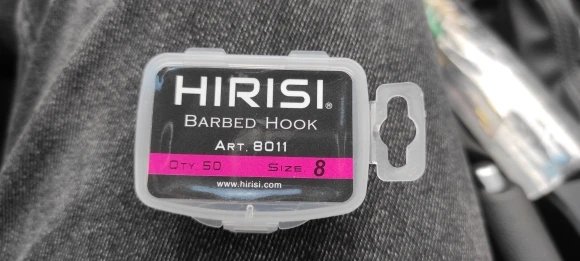 HIRISI®
BARBED HOOK
ART. 8011
QTY 50 SIZE. 8
www.hirisi.com